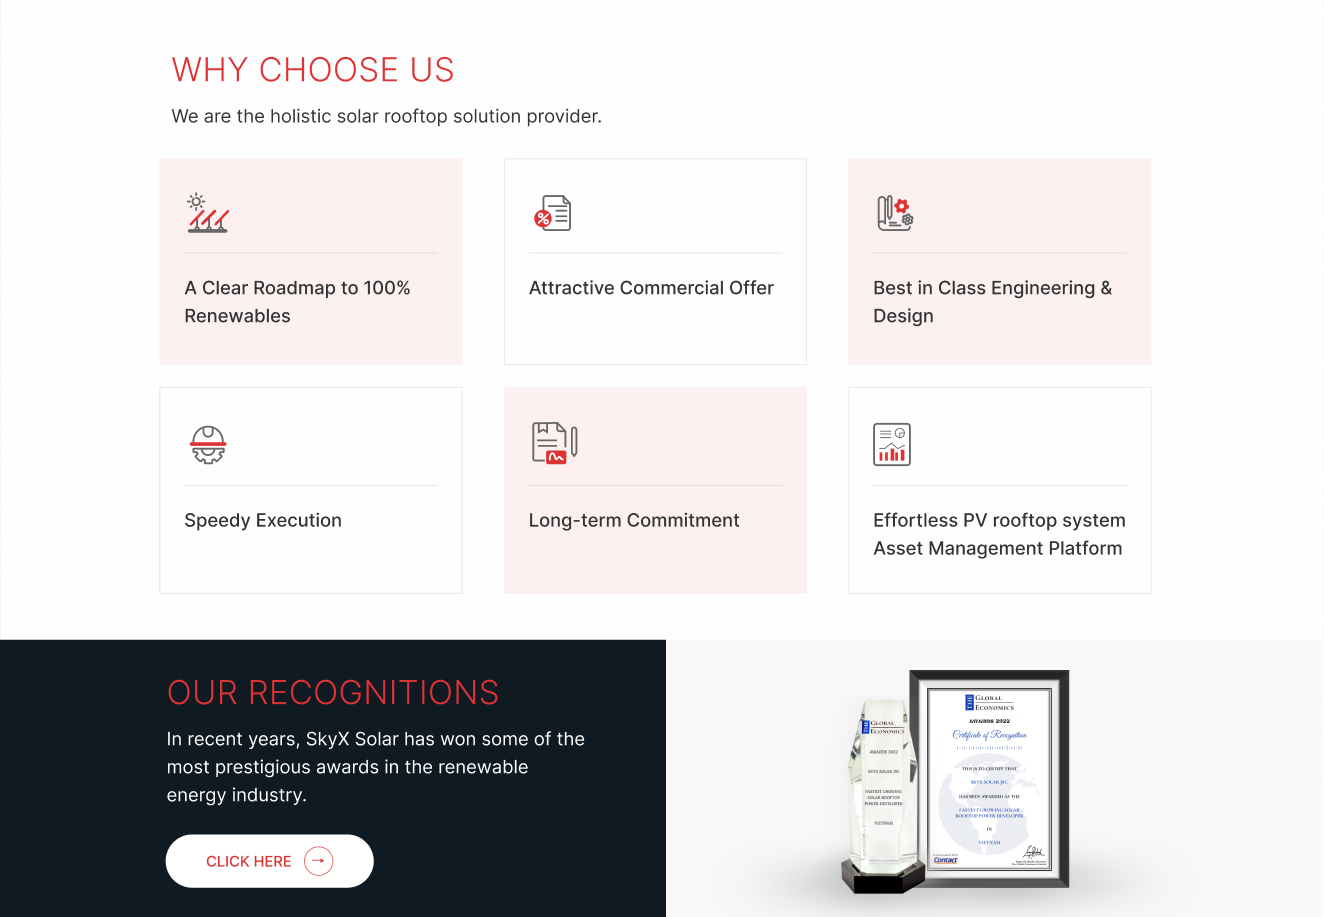 WHY CHOOSE US
We are the holistic solar rooftop solution provider.
A Clear Roadmap to 100%
Renewables
Attractive Commercial Offer
Best in Class Engineering &
Design
Speedy Execution
Long-term Commitment
Effortless PV rooftop system
Asset Management Platform
OUR RECOGNITIONS
In recent years, SkyX Solar has won some of the
most prestigious awards in the renewable
energy industry.
CLICK HERE
THE GLOBAL
ECONOMICS
AWARDS 2022
SKYX SOLAR JSC
FASTEST GROWING
SOLAR ROOFTOP
POWER DEVELOPER
VIETNAM
THE GLOBAL
ECONOMICS
AWARDS 2022
Certificate of Recognition
THIS IS TO CERTIFY THAT
SKYX SOLAR JSC
HAS BEEN AWARDED AS THE
FASTEST GROWING SOLAR
ROOFTOP POWER DEVELOPER
IN
VIETNAM
Contact